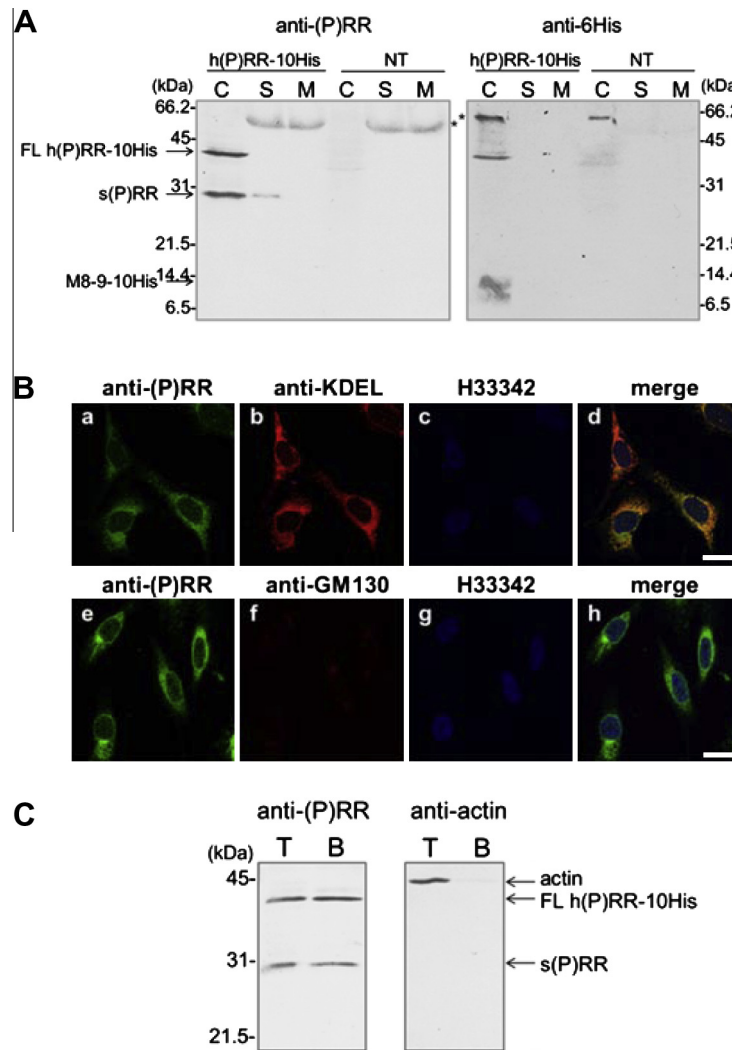 A
anti-(P)RR anti-6His
h(P)RR-10His NT h(P)RR-10His NT
(kDa) C S M C S M C S M C S M (kDa)
66.2- * * -66.2
45- -45
FL h(P)RR-10His
31- -31
s(P)RR
21.5- -21.5
14.4- -14.4
M8-9-10His
6.5- -6.5
B
anti-(P)RR anti-KDEL H33342 merge
a b c d
anti-(P)RR anti-GM130 H33342 merge
e f g h
C
anti-(P)RR anti-actin
(kDa) T B T B
45- actin
FL h(P)RR-10His
31- s(P)RR
21.5-